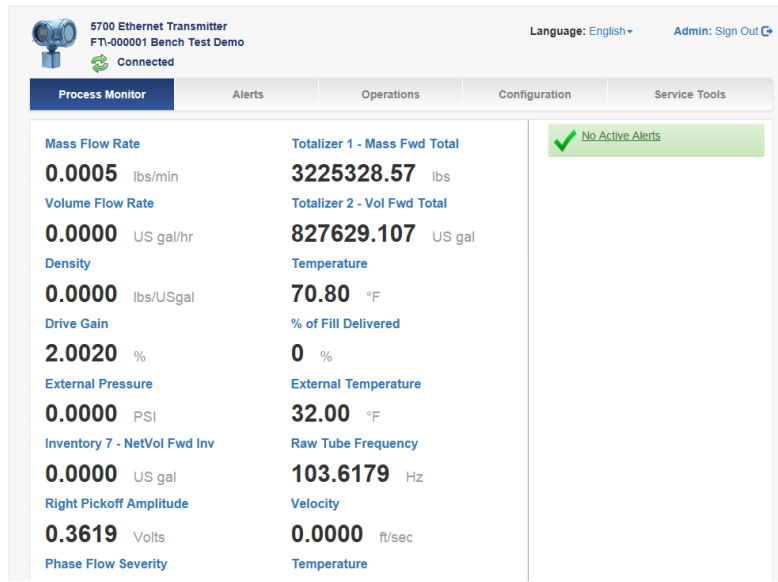 5700 Ethernet Transmitter
FT\-000001 Bench Test Demo
Connected
Language: English
Admin: Sign Out
Process Monitor
Alerts
Operations
Configuration
Service Tools
Mass Flow Rate
0.0005 lbs/min
Totalizer 1 - Mass Fwd Total
3225328.57 lbs
Volume Flow Rate
0.0000 US gal/hr
Totalizer 2 - Vol Fwd Total
827629.107 US gal
Density
0.0000 lbs/USgal
Temperature
70.80 °F
Drive Gain
2.0020 %
% of Fill Delivered
0 %
External Pressure
0.0000 PSI
External Temperature
32.00 °F
Inventory 7 - NetVol Fwd Inv
0.0000 US gal
Raw Tube Frequency
103.6179 Hz
Right Pickoff Amplitude
0.3619 Volts
Velocity
0.0000 ft/sec
Phase Flow Severity
Temperature
No Active Alerts